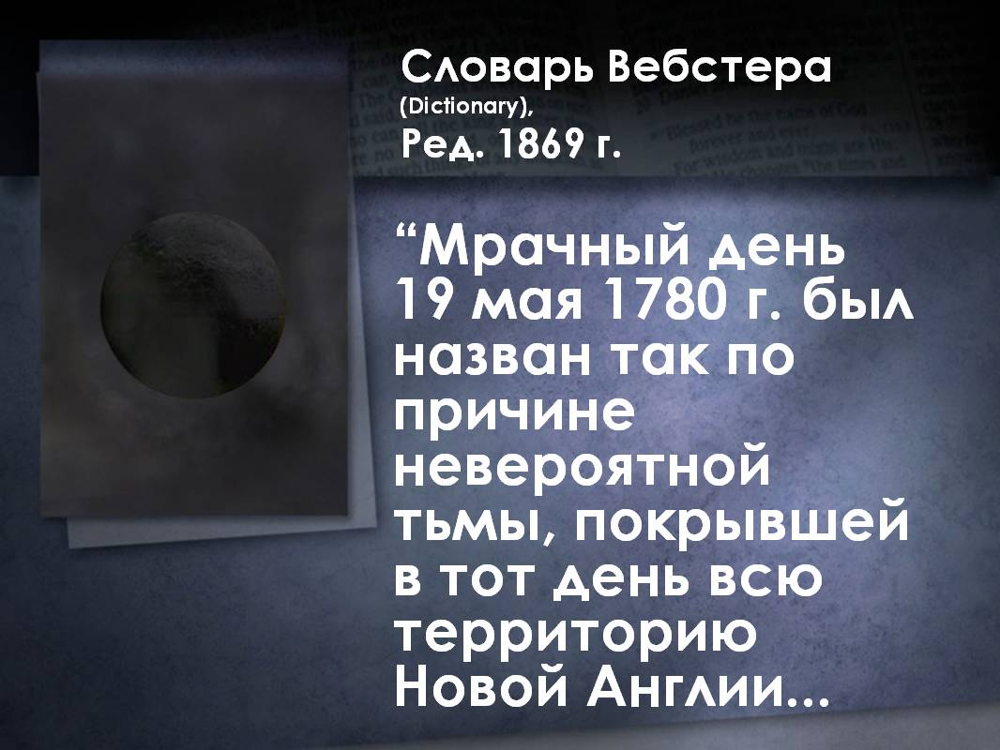 Словарь Вебстера
(Dictionary),
Ред. 1869 г.
“Мрачный день
19 мая 1780 г. был
назван так по
причине
невероятной
тьмы, покрывшей
в тот день всю
территорию
Новой Англии...